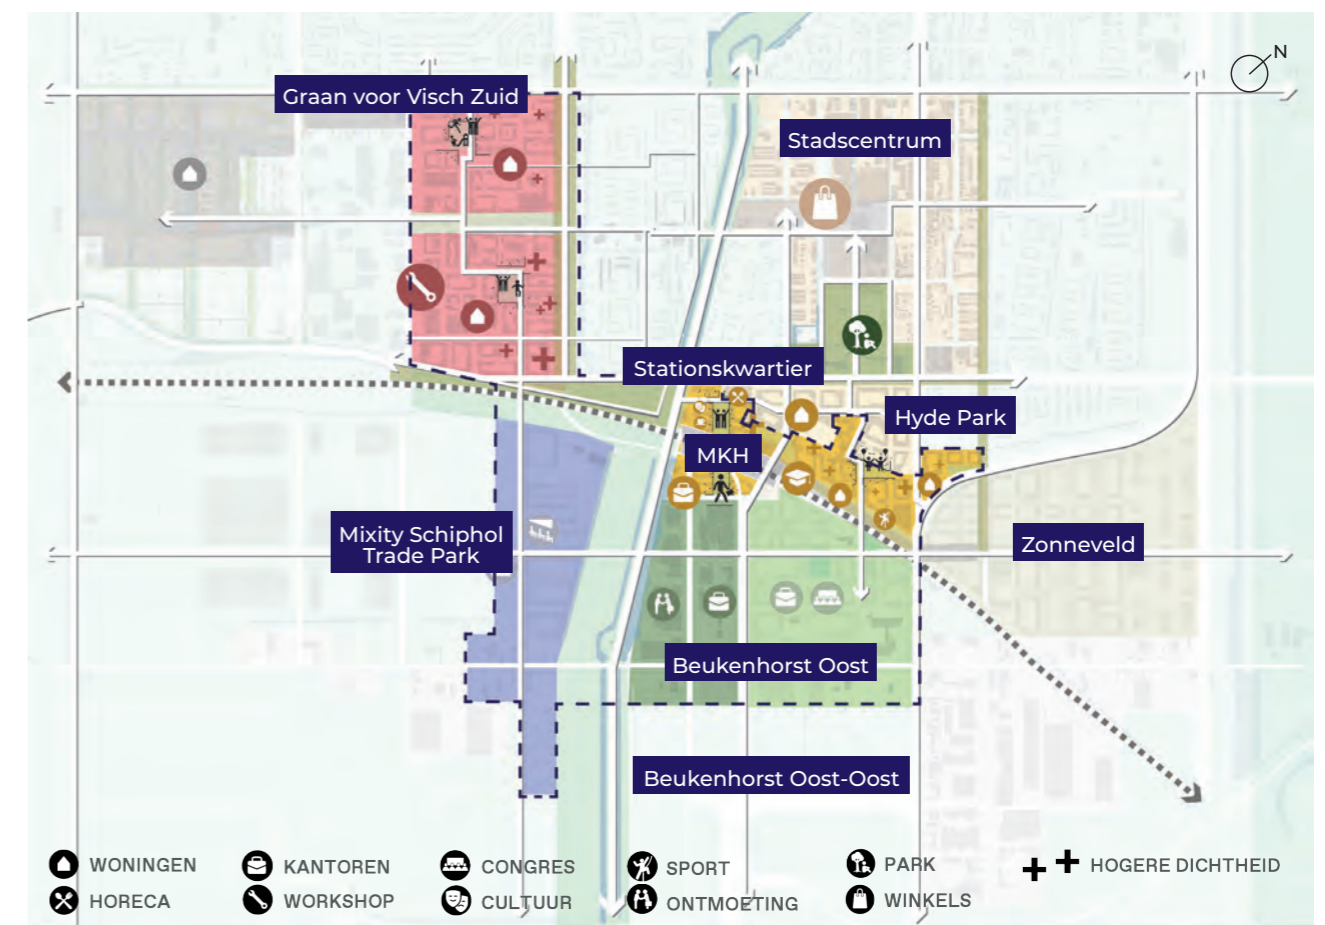 N
Graan voor Visch Zuid
Stadscentrum
Stationskwartier
Hyde Park
MKH
Mixity Schiphol
Trade Park
Zonneveld
Beukenhorst Oost
Beukenhorst Oost-Oost
WONINGEN
KANTOREN
CONGRES
SPORT
PARK
HOGERE DICHTHEID
HORECA
WORKSHOP
CULTUUR
ONTMOETING
WINKELS